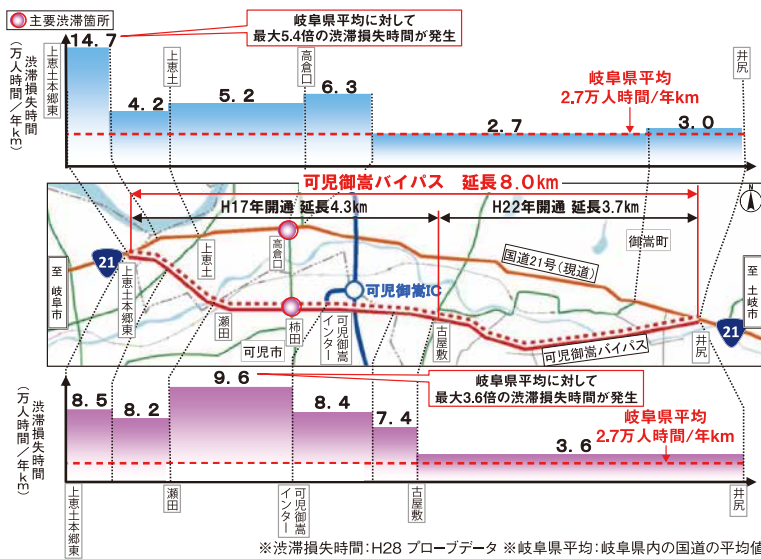 主要渋滞箇所
岐阜県平均に対して
最大5.4倍の渋滞損失時間が発生
渋滞損失時間
(万人時間/年km)
上恵土本郷東
上恵土
高倉口
井尻
14.7
4.2
5.2
6.3
2.7
3.0
岐阜県平均
2.7万人時間/年km
可児御嵩バイパス 延長8.0km
H17年開通 延長4.3km
H22年開通 延長3.7km
N
至 岐阜市
21
上恵土本郷東
上恵土
高倉口
国道21号(現道)
御嵩町
至 土岐市
瀬田
可児市
柿田
可児御嵩インター
可児御嵩IC
古屋敷
可児御嵩バイパス
井尻
21
岐阜県平均に対して
最大3.6倍の渋滞損失時間が発生
渋滞損失時間
(万人時間/年km)
8.5
8.2
9.6
8.4
7.4
3.6
岐阜県平均
2.7万人時間/年km
上恵土本郷東
瀬田
可児御嵩インター
古屋敷
井尻
※渋滞損失時間:H28 プローブデータ ※岐阜県平均:岐阜県内の国道の平均値